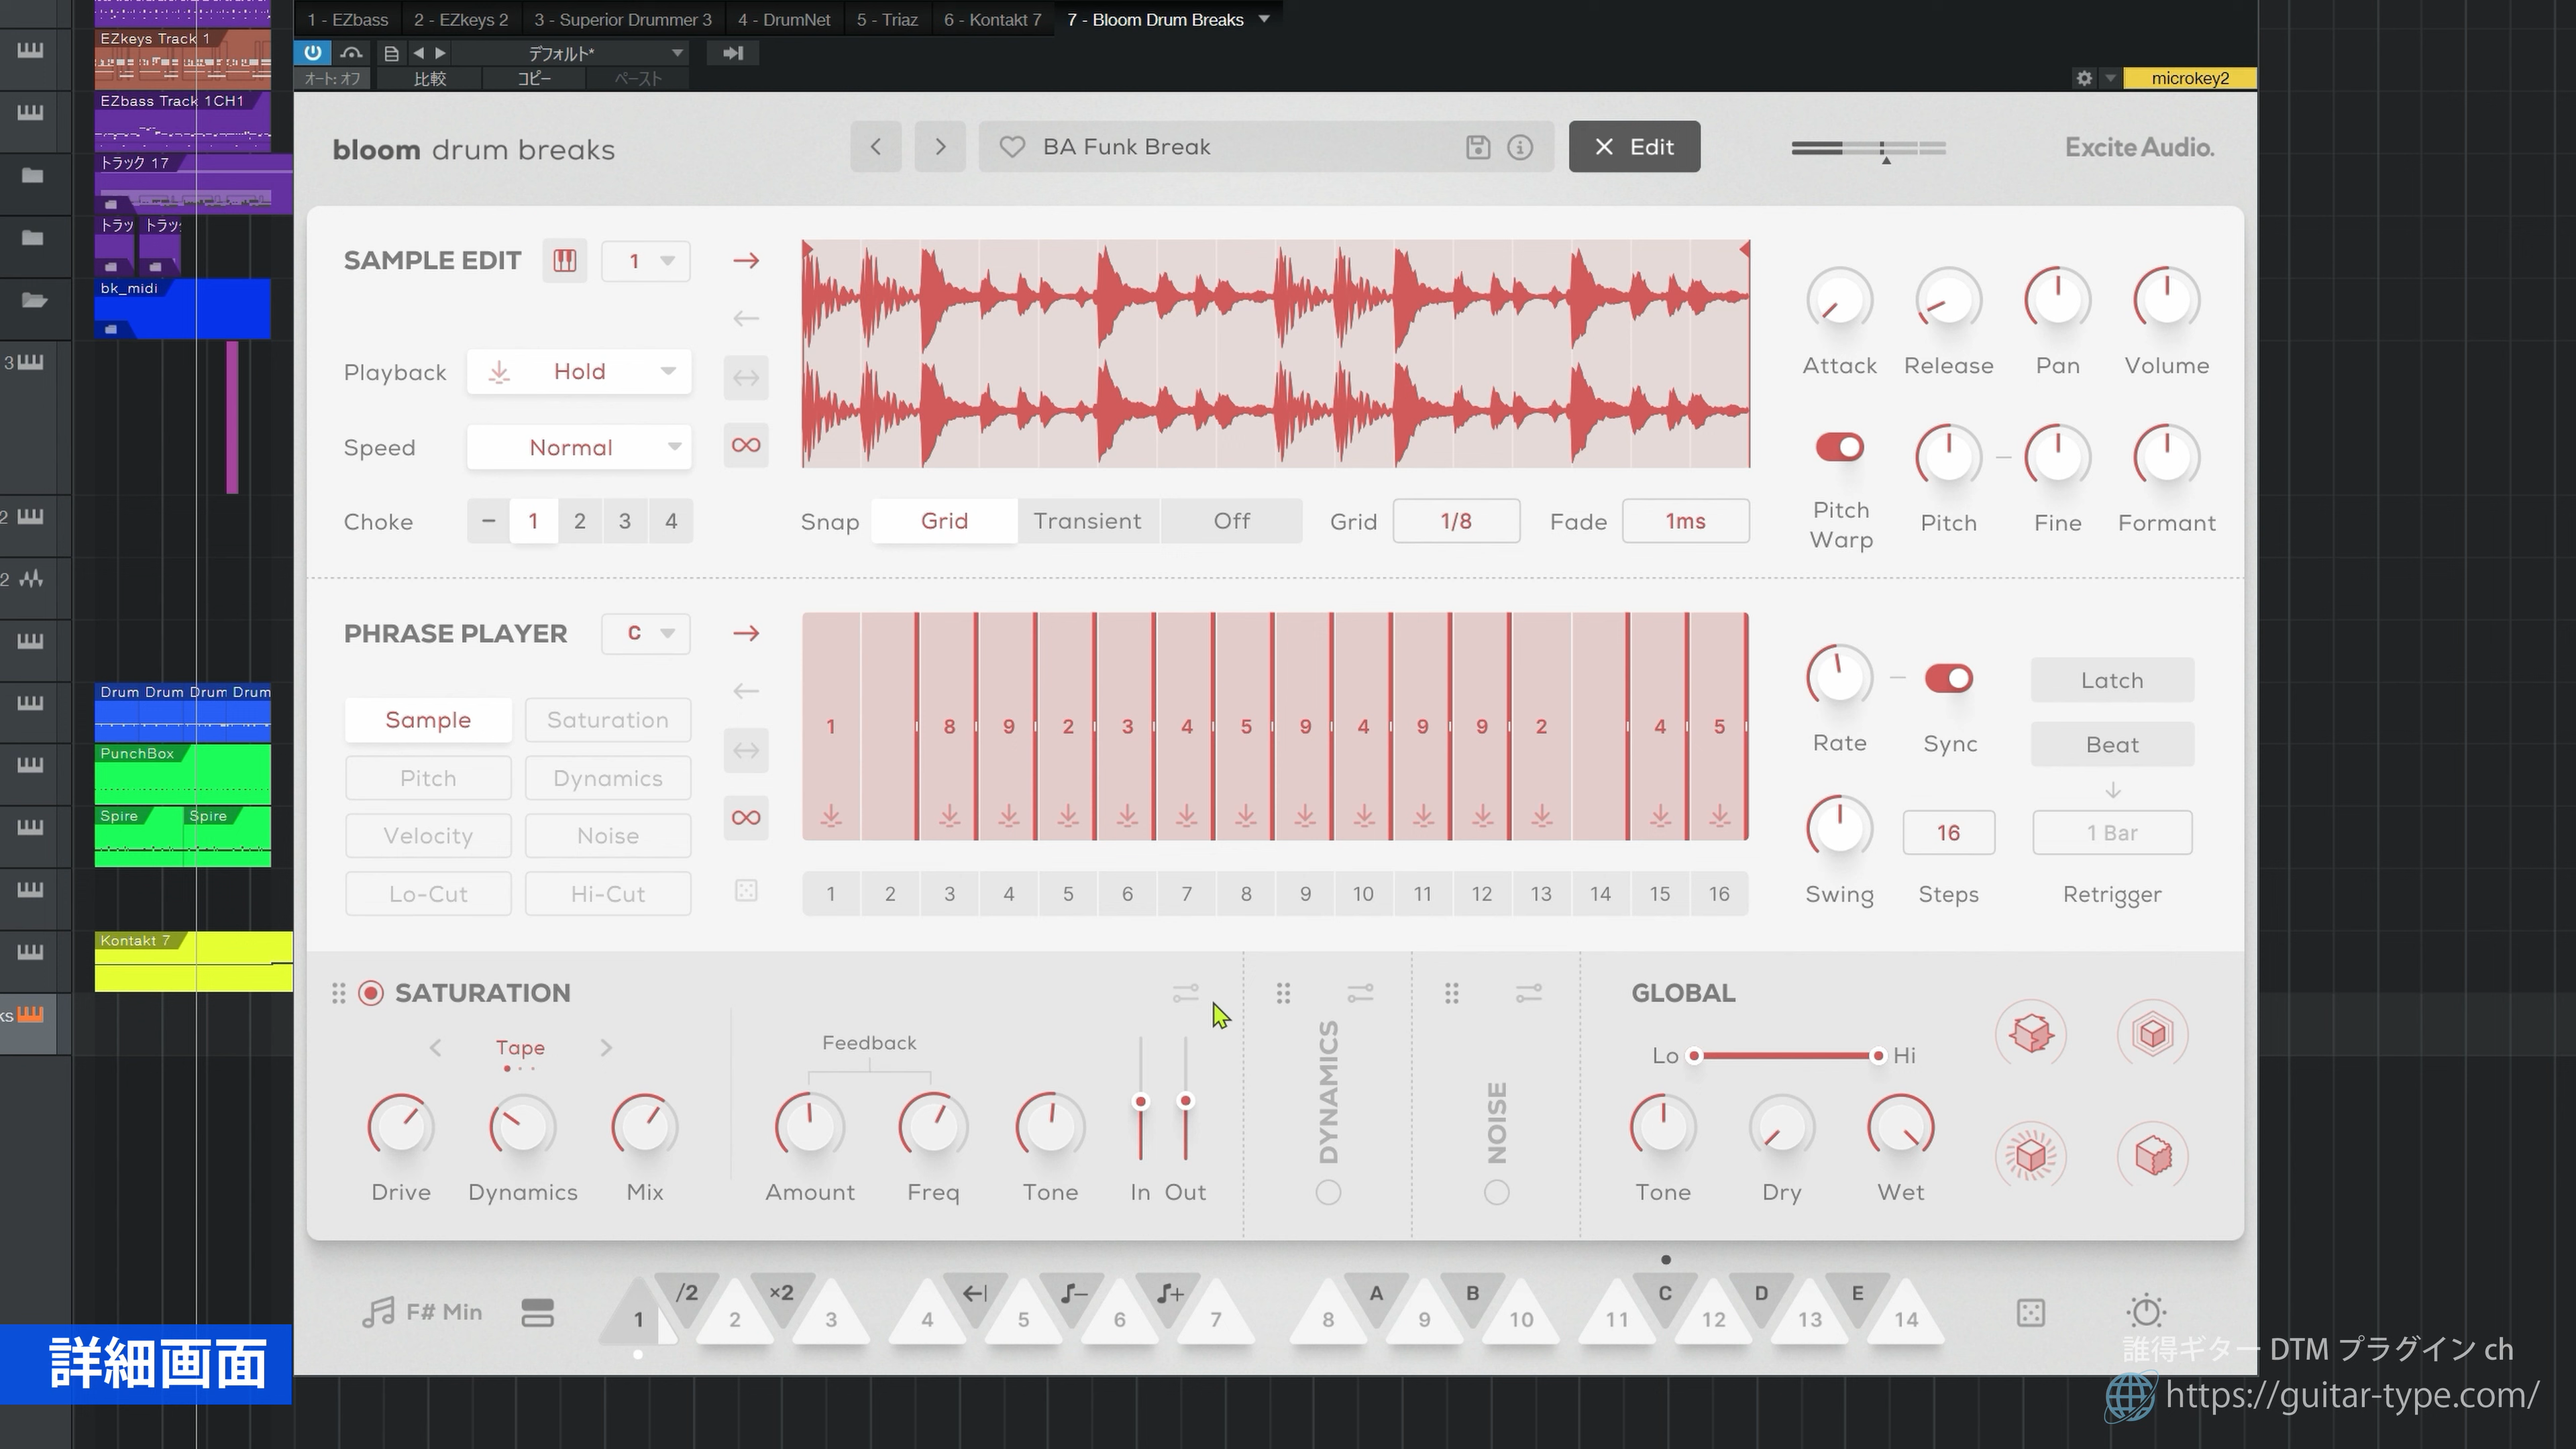 1 - EZbass 2 - EZkeys 2 3 - Superior Drummer 3 4 - DrumNet 5 - Triaz 6 - Kontakt 7 7 - Bloom Drum Breaks
デフォルト*
オート: オフ 比較 コピー ペースト
microkey2
EZkeys Track 1
EZbass Track 1CH1
トラック 17
トラッ トラッ
bk_midi
3
2
2
Drum Drum Drum Drum
PunchBox
Spire Spire
Kontakt 7
ks
bloom drum breaks
BA Funk Break
Edit
Excite Audio.
SAMPLE EDIT 1
Playback Hold
Speed Normal
Choke – 1 2 3 4
Snap Grid Transient Off Grid 1/8 Fade 1ms
Attack Release Pan Volume
Pitch Warp Pitch Fine Formant
PHRASE PLAYER C
Sample Saturation
Pitch Dynamics
Velocity Noise
Lo-Cut Hi-Cut
1 8 9 2 3 4 5 9 4 9 9 2 4 5
1 2 3 4 5 6 7 8 9 10 11 12 13 14 15 16
Rate Sync Latch
Beat
16 1 Bar
Swing Steps Retrigger
SATURATION
Tape
Feedback
Drive Dynamics Mix Amount Freq Tone In Out
DYNAMICS
NOISE
GLOBAL
Lo Hi
Tone Dry Wet
F# Min
/2 ×2 A B C D E
1 2 3 4 5 6 7 8 9 10 11 12 13 14
詳細画面
誰得ギター DTM プラグイン ch
https://guitar-type.com/